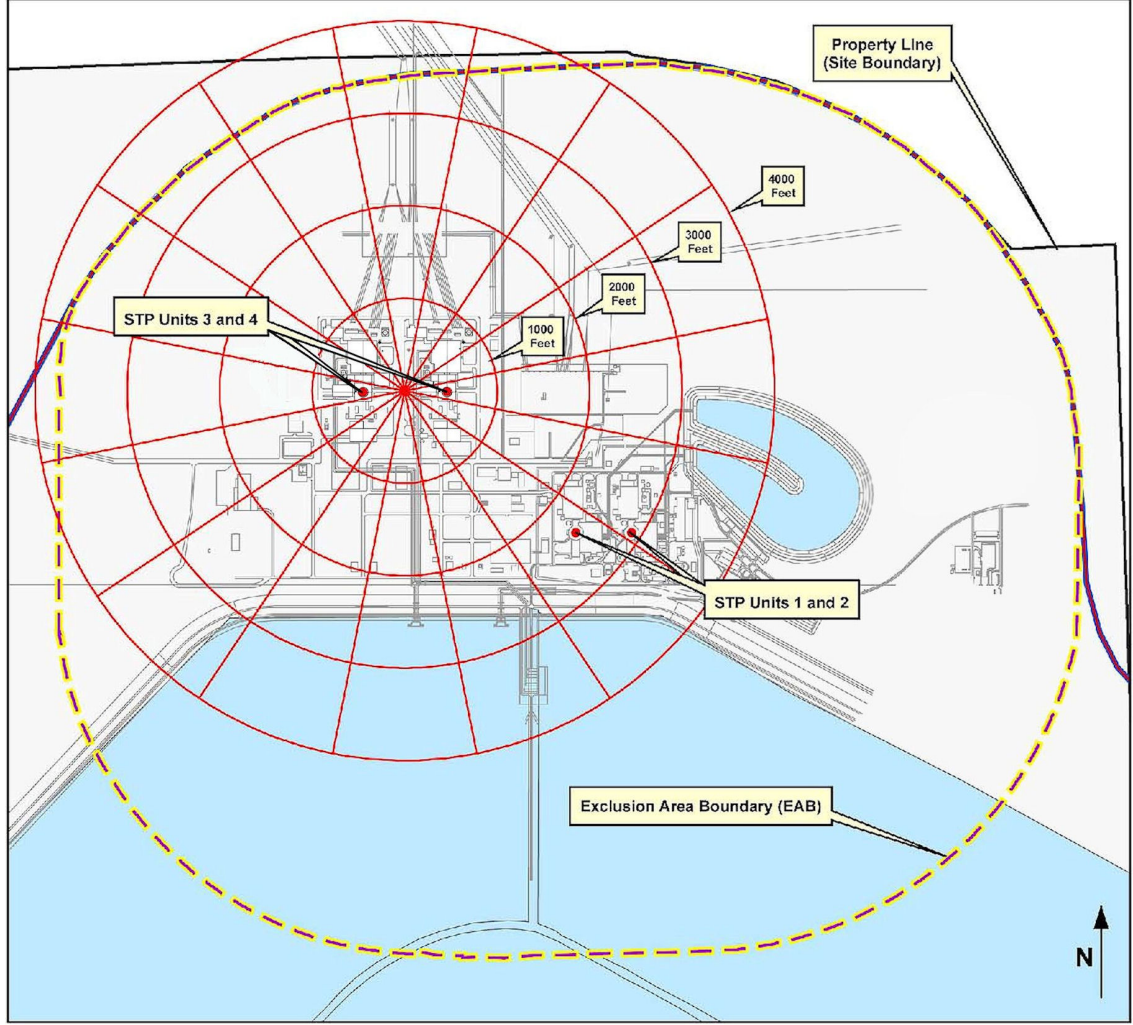 Property Line
(Site Boundary)
4000
Feet
3000
Feet
2000
Feet
STP Units 3 and 4
1000
Feet
STP Units 1 and 2
Exclusion Area Boundary (EAB)
N